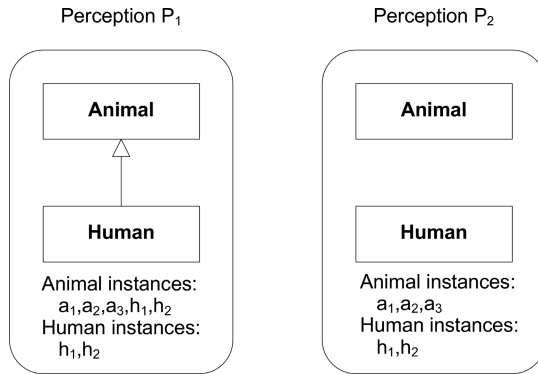 Perception P₁
Animal
Human
Animal instances:
a₁,a₂,a₃,h₁,h₂
Human instances:
h₁,h₂
Perception P₂
Animal
Human
Animal instances:
a₁,a₂,a₃
Human instances:
h₁,h₂